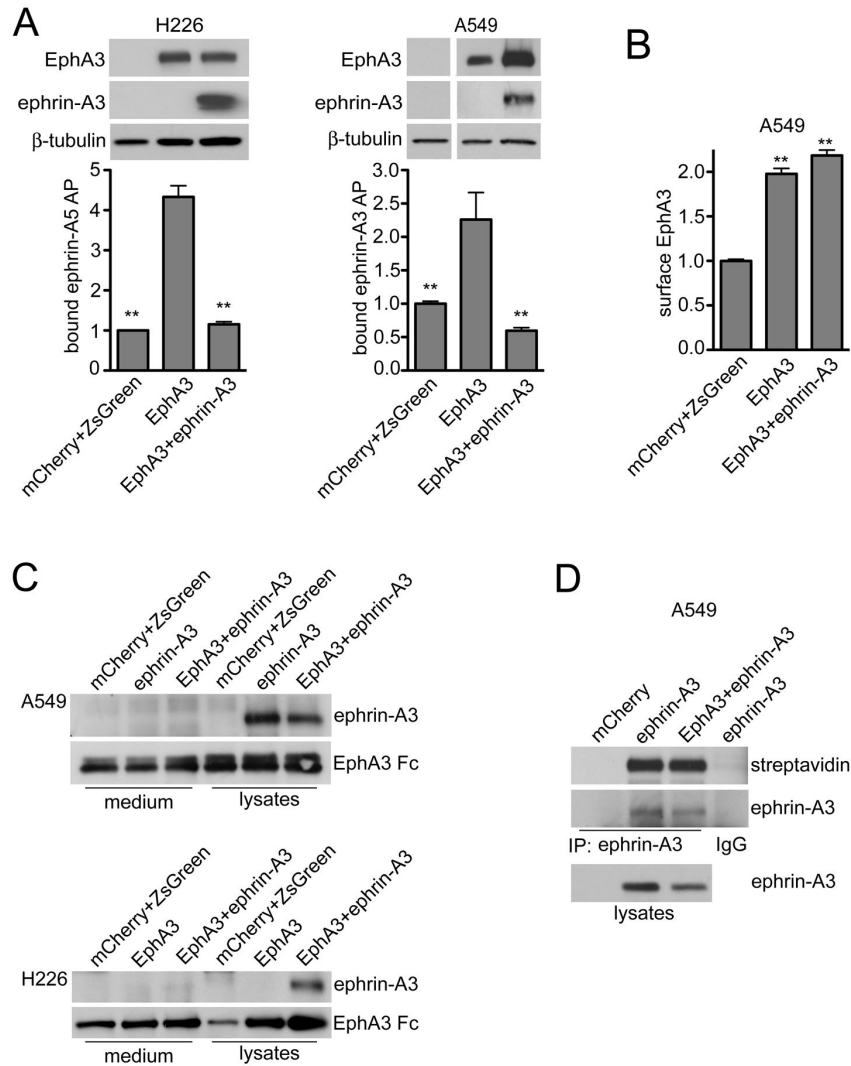 A
H226
EphA3
ephrin-A3
β-tubulin
bound ephrin-A5 AP
5
4
3
2
1
0
**
**
mCherry+ZsGreen
EphA3
EphA3+ephrin-A3
A549
EphA3
ephrin-A3
β-tubulin
bound ephrin-A3 AP
3.0
2.5
2.0
1.5
1.0
0.5
0.0
**
**
mCherry+ZsGreen
EphA3
EphA3+ephrin-A3
B
A549
surface EphA3
2.0
1.5
1.0
0.5
0.0
**
**
mCherry+ZsGreen
EphA3
EphA3+ephrin-A3
C
mCherry+ZsGreen
ephrin-A3
EphA3+ephrin-A3
mCherry+ZsGreen
ephrin-A3
EphA3+ephrin-A3
A549
ephrin-A3
EphA3 Fc
medium
lysates
mCherry+ZsGreen
EphA3
EphA3+ephrin-A3
mCherry+ZsGreen
EphA3
EphA3+ephrin-A3
H226
ephrin-A3
EphA3 Fc
medium
lysates
D
A549
mCherry
ephrin-A3
EphA3+ephrin-A3
ephrin-A3
streptavidin
ephrin-A3
IP: ephrin-A3
IgG
ephrin-A3
lysates